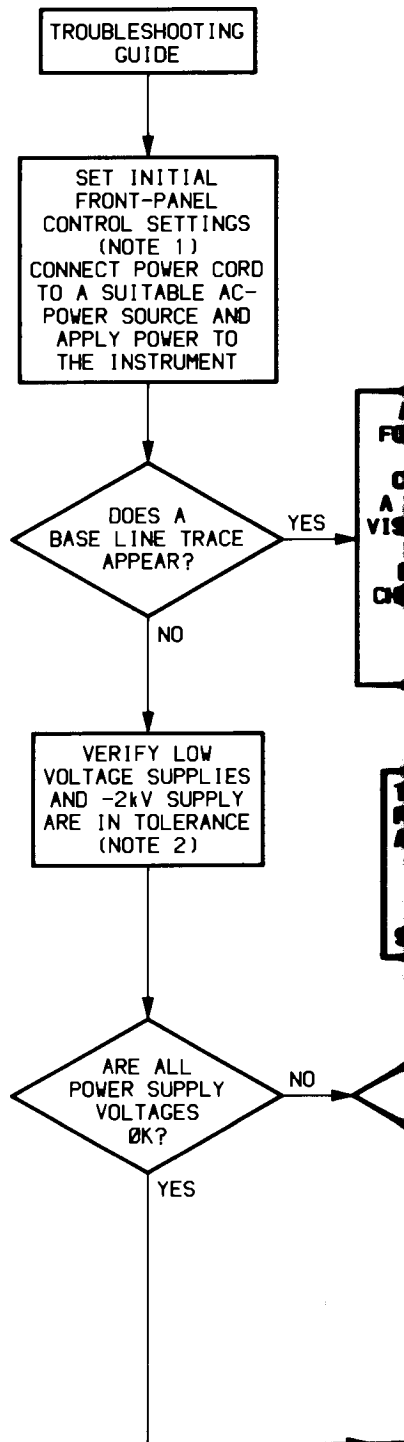 TROUBLESHOOTING
GUIDE
SET INITIAL
FRONT-PANEL
CONTROL SETTINGS
(NOTE 1)
CONNECT POWER CORD
TO A SUITABLE AC-
POWER SOURCE AND
APPLY POWER TO
THE INSTRUMENT
DOES A
BASE LINE TRACE
APPEAR?
YES
NO
VERIFY LOW
VOLTAGE SUPPLIES
AND -2kV SUPPLY
ARE IN TOLERANCE
(NOTE 2)
ARE ALL
POWER SUPPLY
VOLTAGES
ØK?
NO
YES